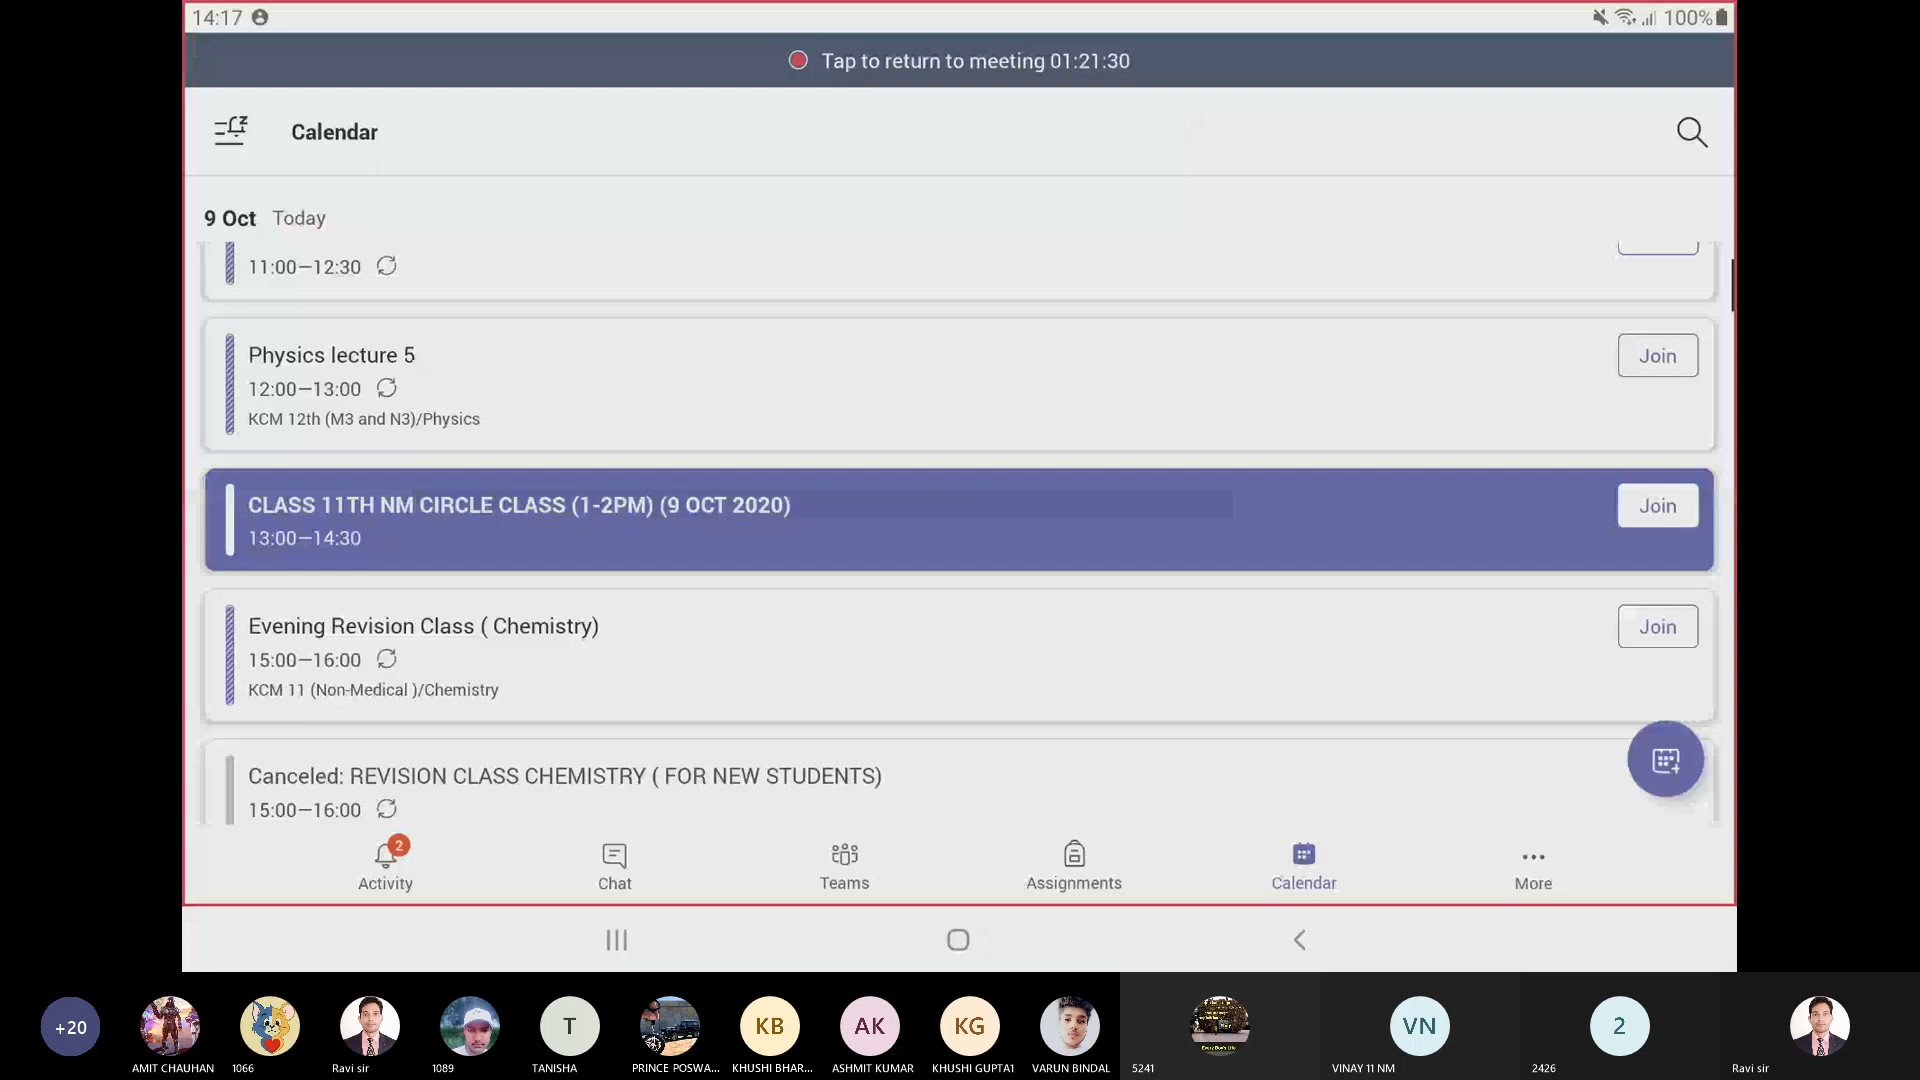 14:17
100%
Tap to return to meeting 01:21:30
Calendar
9 Oct Today
11:00—12:30
Physics lecture 5
Join
12:00—13:00
KCM 12th (M3 and N3)/Physics
CLASS 11TH NM CIRCLE CLASS (1-2PM) (9 OCT 2020)
Join
13:00—14:30
Evening Revision Class ( Chemistry)
Join
15:00—16:00
KCM 11 (Non-Medical )/Chemistry
Canceled: REVISION CLASS CHEMISTRY ( FOR NEW STUDENTS)
15:00—16:00
2
Activity
Chat
Teams
Assignments
Calendar
More
+20
T
KB
AK
KG
VN
2
AMIT CHAUHAN
1066
Ravi sir
1089
TANISHA
PRINCE POSWA...
KHUSHI BHAR...
ASHMIT KUMAR
KHUSHI GUPTA1
VARUN BINDAL
5241
VINAY 11 NM
2426
Ravi sir